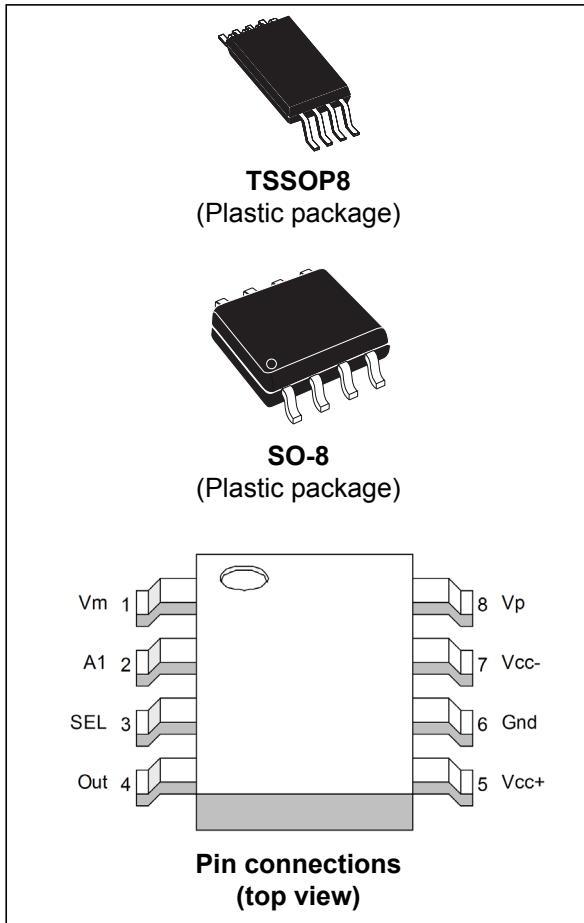 TSSOP8
(Plastic package)
SO-8
(Plastic package)
Vm 1
8 Vp
A1 2
7 Vcc-
SEL 3
6 Gnd
Out 4
5 Vcc+
Pin connections
(top view)